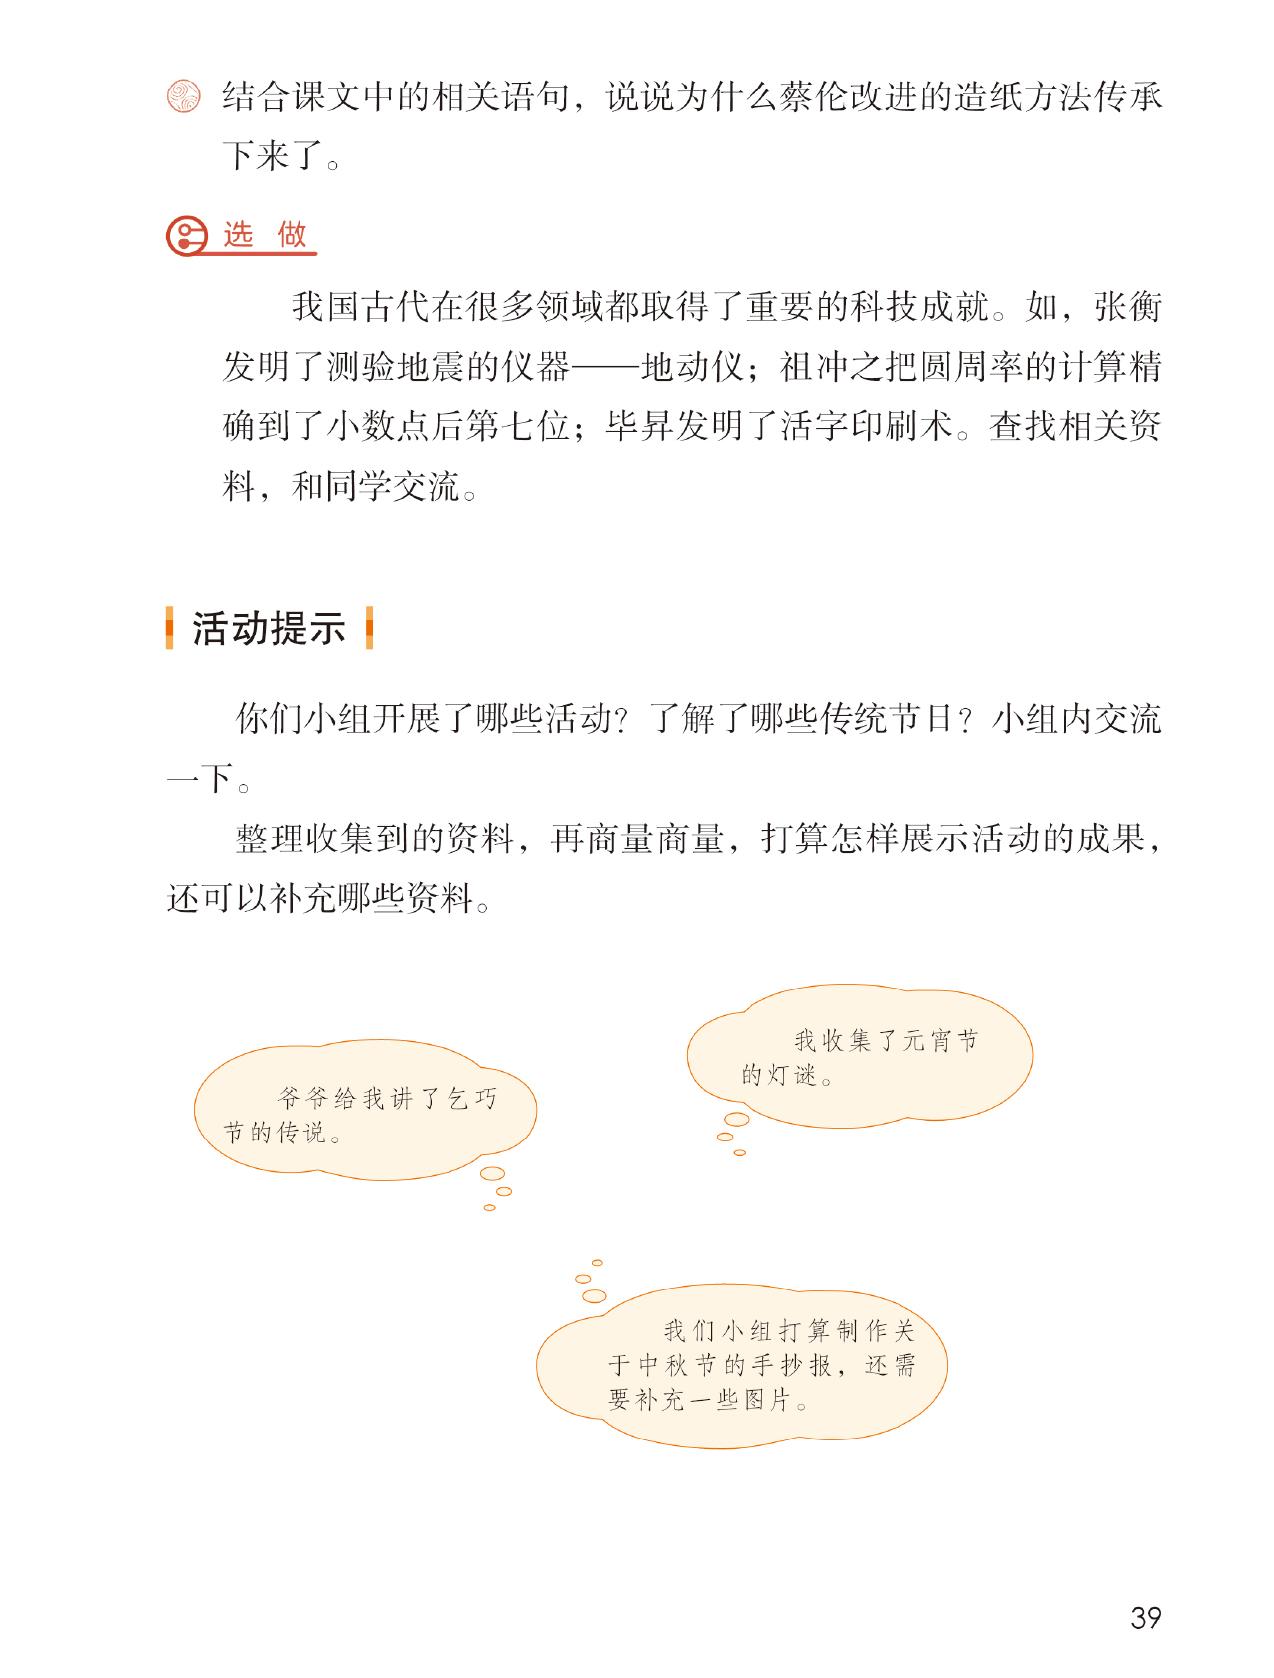 结合课文中的相关语句，说说为什么蔡伦改进的造纸方法传承
下来了。
选 做
我国古代在很多领域都取得了重要的科技成就。如，张衡
发明了测验地震的仪器——地动仪；祖冲之把圆周率的计算精
确到了小数点后第七位；毕昇发明了活字印刷术。查找相关资
料，和同学交流。
活动提示
你们小组开展了哪些活动？了解了哪些传统节日？小组内交流
一下。
整理收集到的资料，再商量商量，打算怎样展示活动的成果，
还可以补充哪些资料。
我收集了元宵节
的灯谜。
爷爷给我讲了乞巧
节的传说。
我们小组打算制作关
于中秋节的手抄报，还需
要补充一些图片。
39